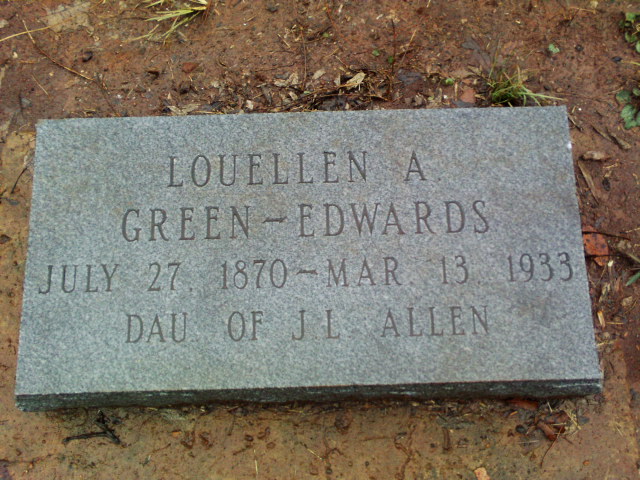 LOUELLEN A.
GREEN-EDWARDS
JULY 27, 1870-MAR. 13, 1933
DAU OF J.L. ALLEN